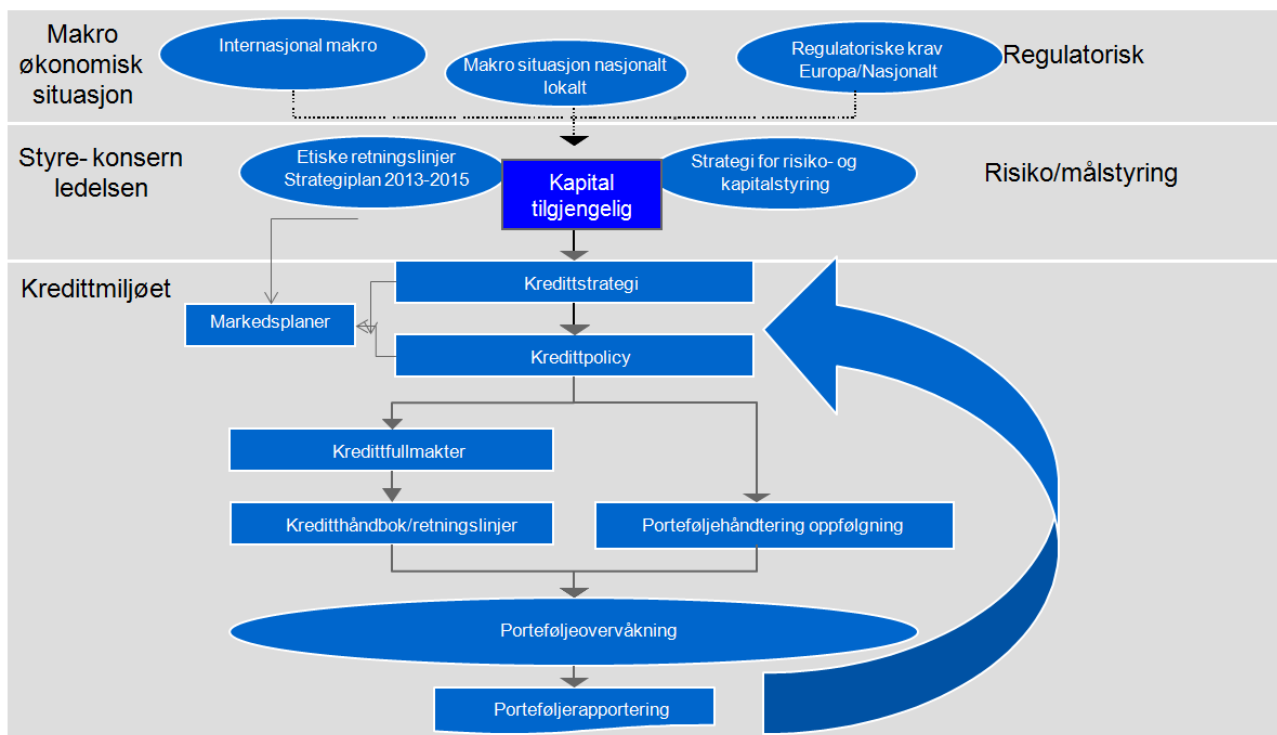 Makro
økonomisk
situasjon
Internasjonal makro
Makro situasjon nasjonalt
lokalt
Regulatoriske krav
Europa/Nasjonalt
Regulatorisk
Styre- konsern
ledelsen
Etiske retningslinjer
Strategiplan 2013-2015
Kapital
tilgjengelig
Strategi for risiko- og
kapitalstyring
Risiko/målstyring
Kredittmiljøet
Kredittstrategi
Markedsplaner
Kredittpolicy
Kredittfullmakter
Kreditthåndbok/retningslinjer
Porteføljehåndtering oppfølgning
Porteføljeovervåkning
Porteføljerapportering